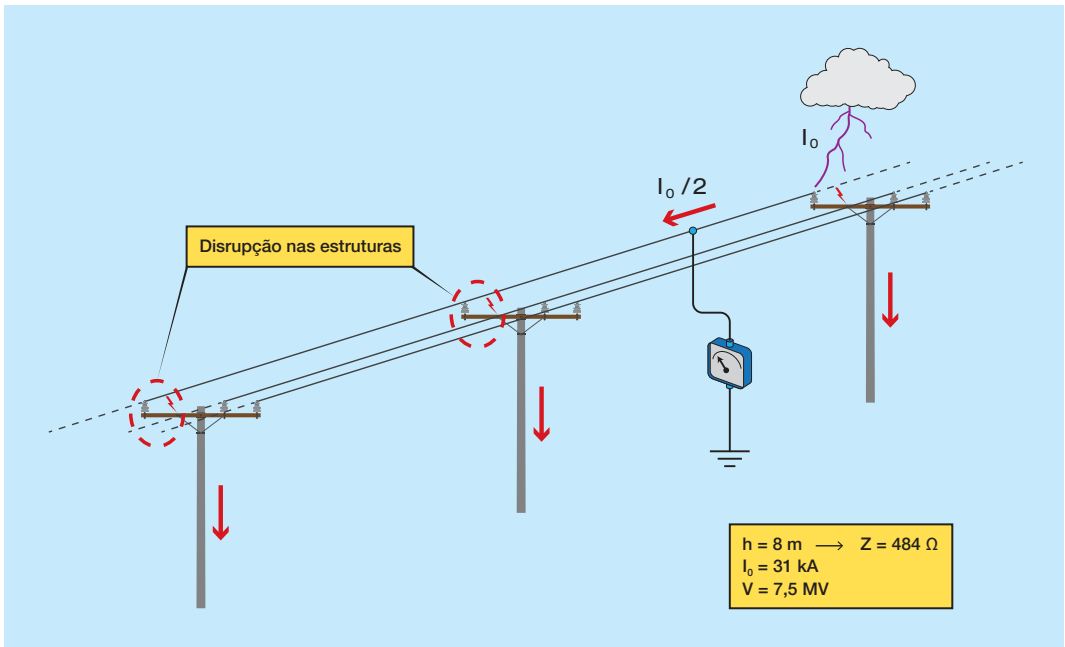 I₀
I₀ /2
Disrupção nas estruturas
h = 8 m ⟶ Z = 484 Ω
I₀ = 31 kA
V = 7,5 MV